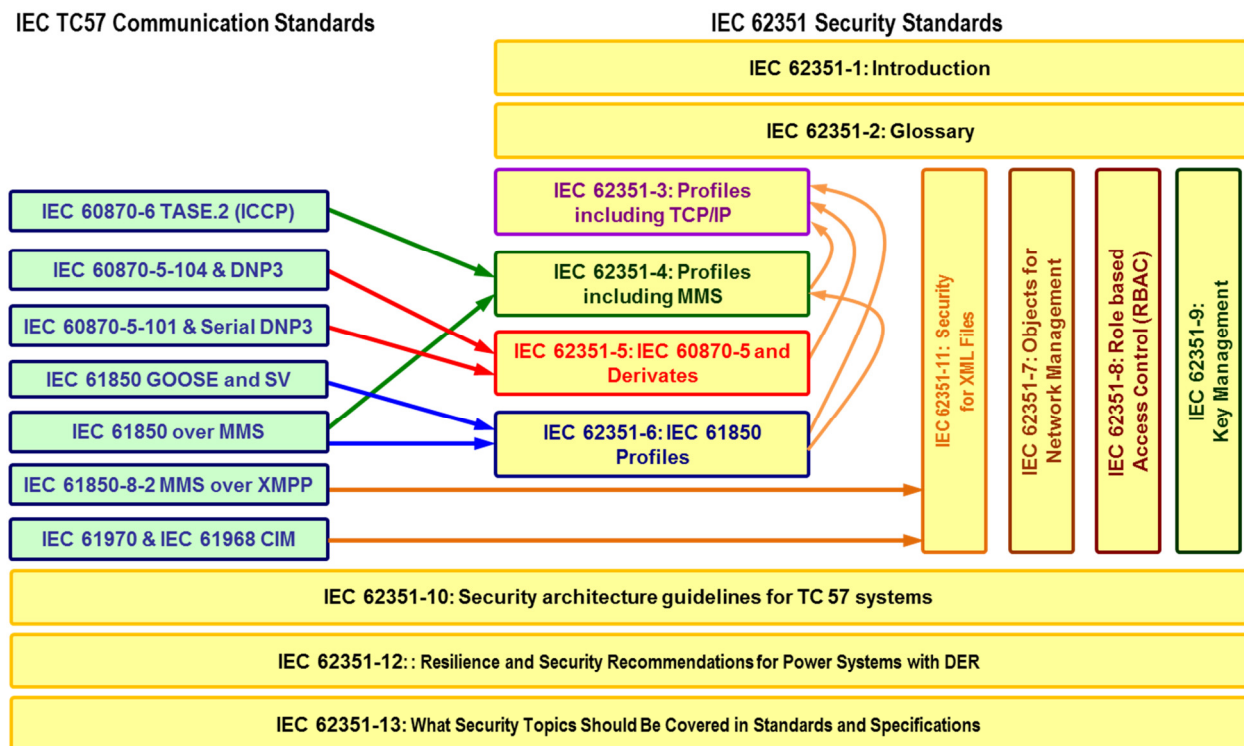 IEC TC57 Communication Standards
IEC 62351 Security Standards
IEC 62351-1: Introduction
IEC 62351-2: Glossary
IEC 60870-6 TASE.2 (ICCP)
IEC 60870-5-104 & DNP3
IEC 60870-5-101 & Serial DNP3
IEC 61850 GOOSE and SV
IEC 61850 over MMS
IEC 61850-8-2 MMS over XMPP
IEC 61970 & IEC 61968 CIM
IEC 62351-3: Profiles
including TCP/IP
IEC 62351-4: Profiles
including MMS
IEC 62351-5: IEC 60870-5 and
Derivates
IEC 62351-6: IEC 61850
Profiles
IEC 62351-11: Security
for XML Files
IEC 62351-7: Objects for
Network Management
IEC 62351-8: Role based
Access Control (RBAC)
IEC 62351-9:
Key Management
IEC 62351-10: Security architecture guidelines for TC 57 systems
IEC 62351-12:: Resilience and Security Recommendations for Power Systems with DER
IEC 62351-13: What Security Topics Should Be Covered in Standards and Specifications